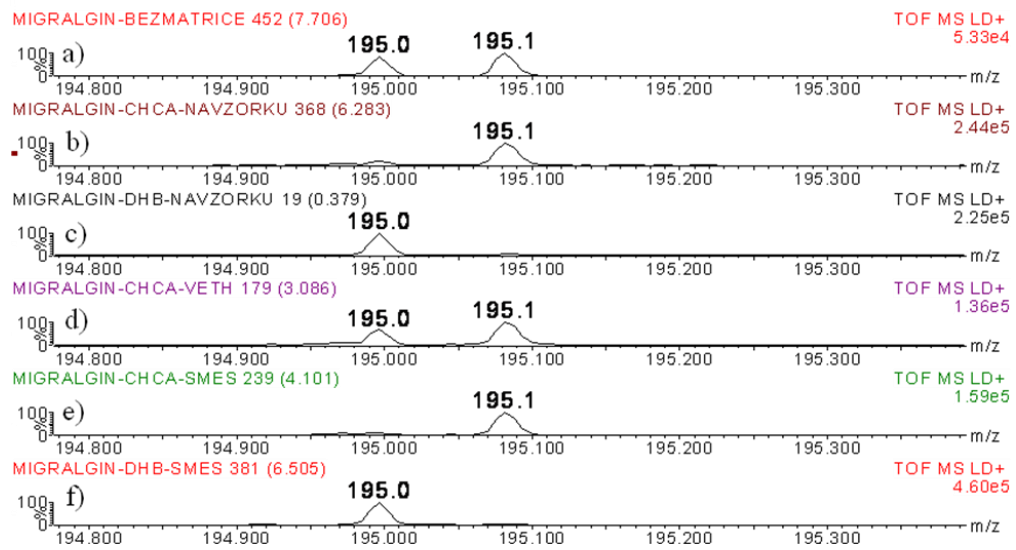 MIGRALGIN-BEZMATRICE 452 (7.706) TOF MS LD+
5.33e4
195.0 195.1
100 a)
%
0 m/z
194.800 194.900 195.000 195.100 195.200 195.300
MIGRALGIN-CHCA-NAVZORKU 368 (6.283) TOF MS LD+
2.44e5
195.1
100 b)
%
0 m/z
194.800 194.900 195.000 195.100 195.200 195.300
MIGRALGIN-DHB-NAVZORKU 19 (0.379) TOF MS LD+
2.25e5
195.0
100 c)
%
0 m/z
194.800 194.900 195.000 195.100 195.200 195.300
MIGRALGIN-CHCA-VETH 179 (3.086) TOF MS LD+
1.36e5
195.0 195.1
100 d)
%
0 m/z
194.800 194.900 195.000 195.100 195.200 195.300
MIGRALGIN-CHCA-SMES 239 (4.101) TOF MS LD+
1.59e5
195.1
100 e)
%
0 m/z
194.800 194.900 195.000 195.100 195.200 195.300
MIGRALGIN-DHB-SMES 381 (6.505) TOF MS LD+
4.60e5
195.0
100 f)
%
0 m/z
194.800 194.900 195.000 195.100 195.200 195.300